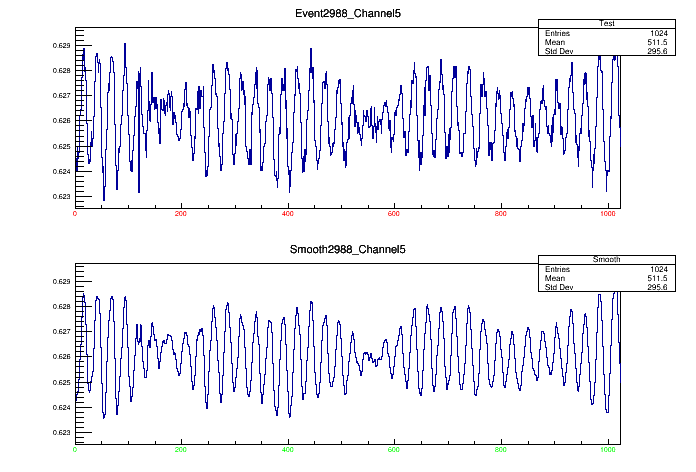 Event2988_Channel5
Test
Entries 1024
Mean 511.5
Std Dev 295.6
0.629
0.628
0.627
0.626
0.625
0.624
0.623
0 200 400 600 800 1000
Smooth2988_Channel5
Smooth
Entries 1024
Mean 511.5
Std Dev 295.6
0.629
0.628
0.627
0.626
0.625
0.624
0.623
0 200 400 600 800 1000